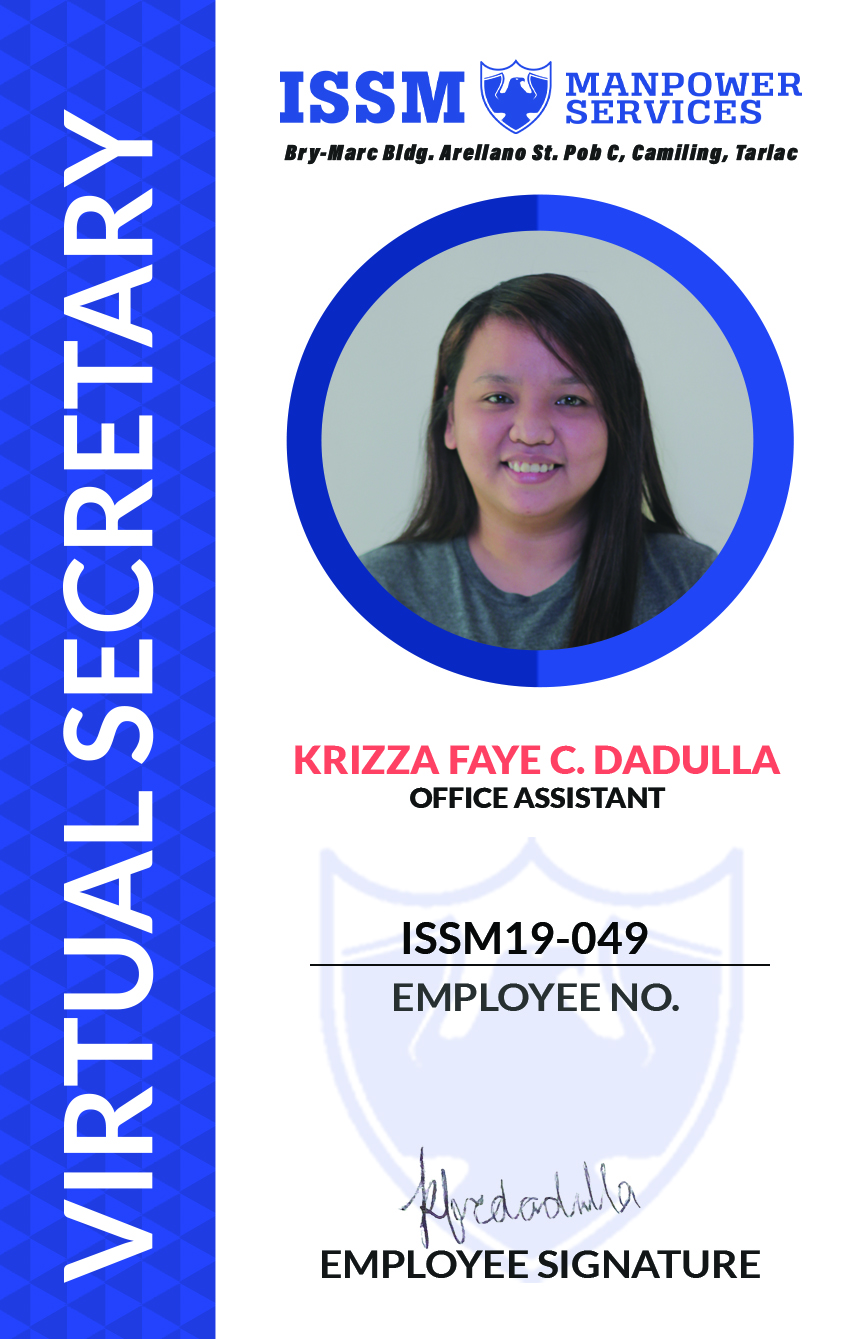 VIRTUAL SECRETARY
ISSM MANPOWER SERVICES
Bry-Marc Bldg. Arellano St. Pob C, Camiling, Tarlac
KRIZZA FAYE C. DADULLA
OFFICE ASSISTANT
ISSM19-049
EMPLOYEE NO.
kfcdadulla
EMPLOYEE SIGNATURE